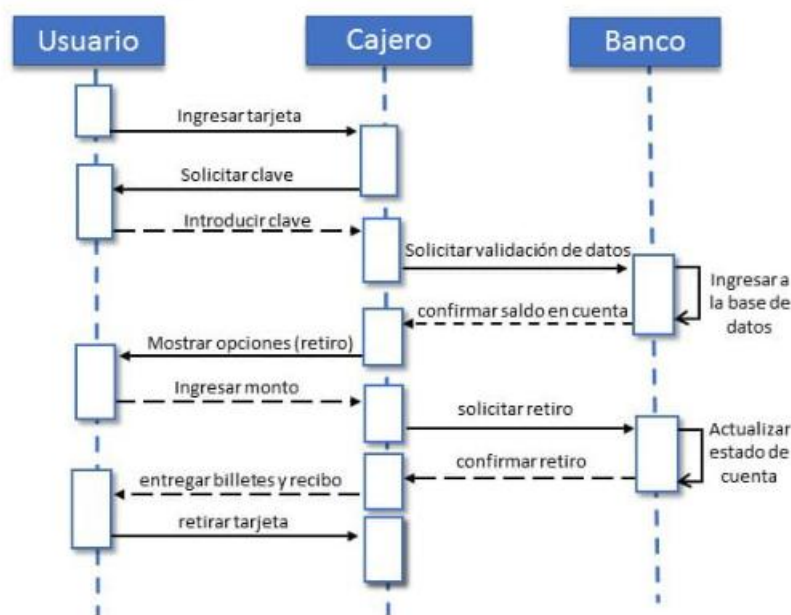 Usuario
Cajero
Banco
Ingresar tarjeta
Solicitar clave
Introducir clave
Solicitar validación de datos
Ingresar a
la base de
datos
confirmar saldo en cuenta
Mostrar opciones (retiro)
Ingresar monto
solicitar retiro
Actualizar
estado de
cuenta
confirmar retiro
entregar billetes y recibo
retirar tarjeta